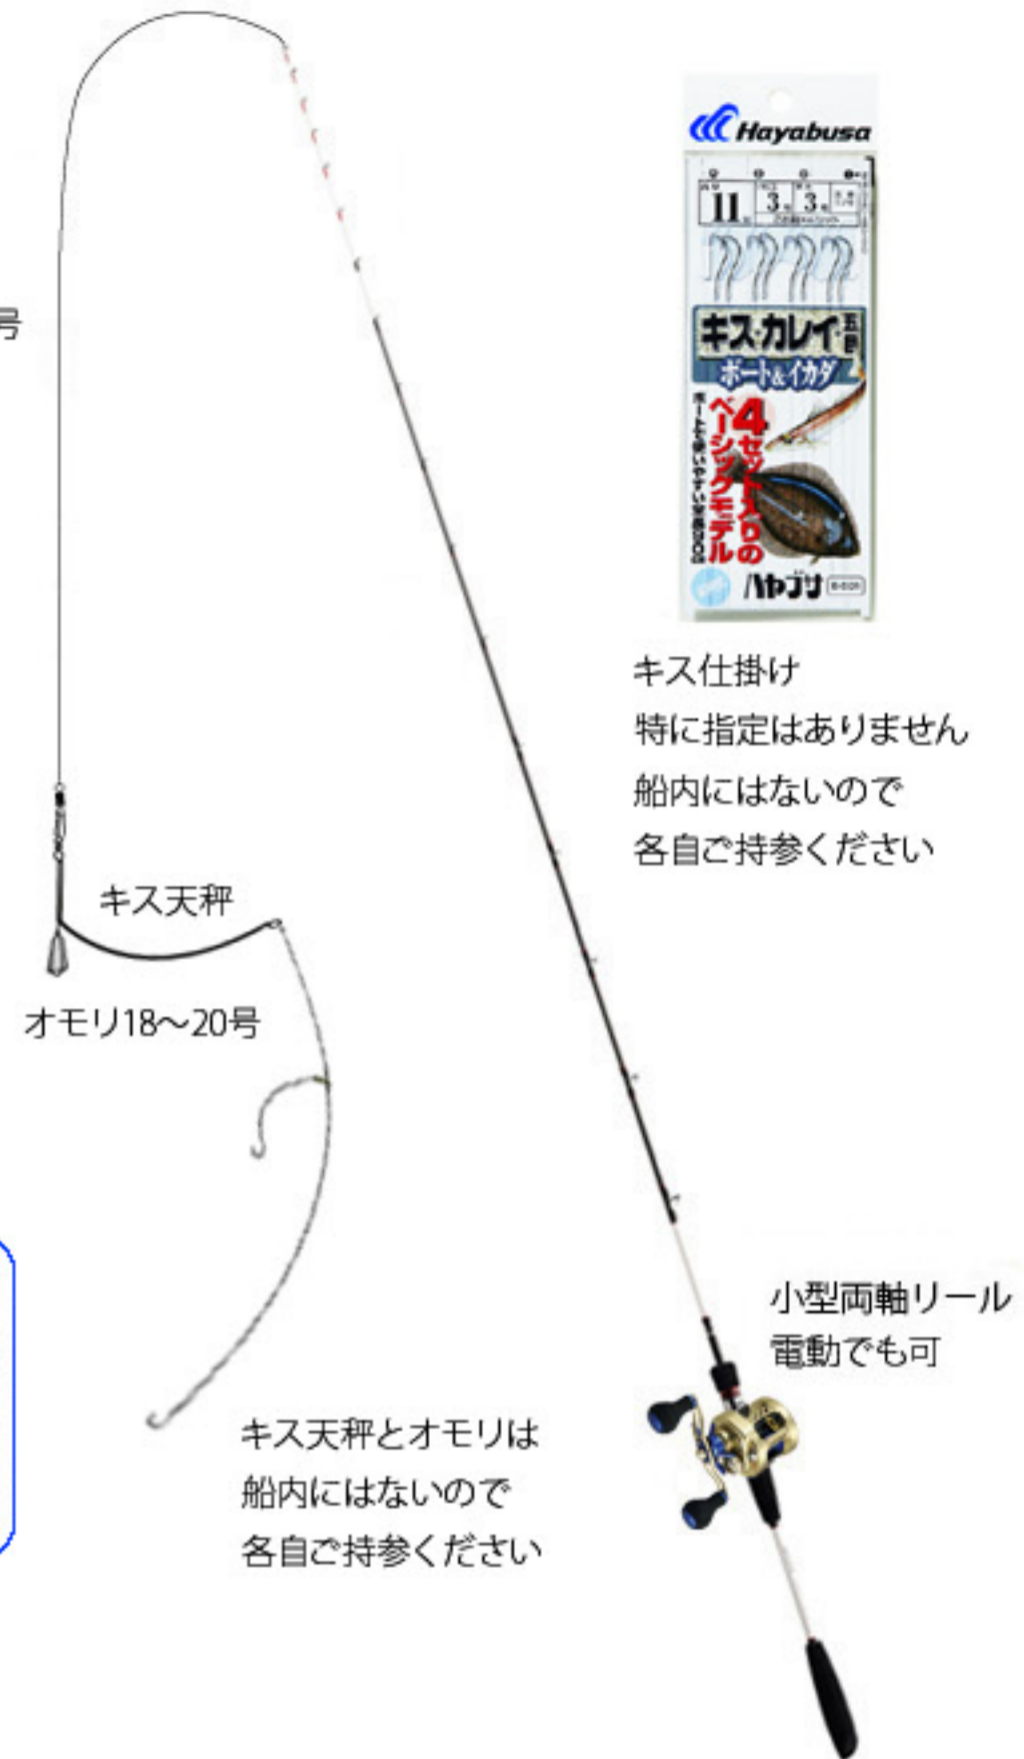 Hayabusa
11
3
3
キス・カレイ・五目
ボート&イカダ
4セット入りの
ベーシックモデル
ハヤブサ
号
キス仕掛け
特に指定はありません
船内にはないので
各自ご持参ください
キス天秤
オモリ18～20号
小型両軸リール
電動でも可
キス天秤とオモリは
船内にはないので
各自ご持参ください